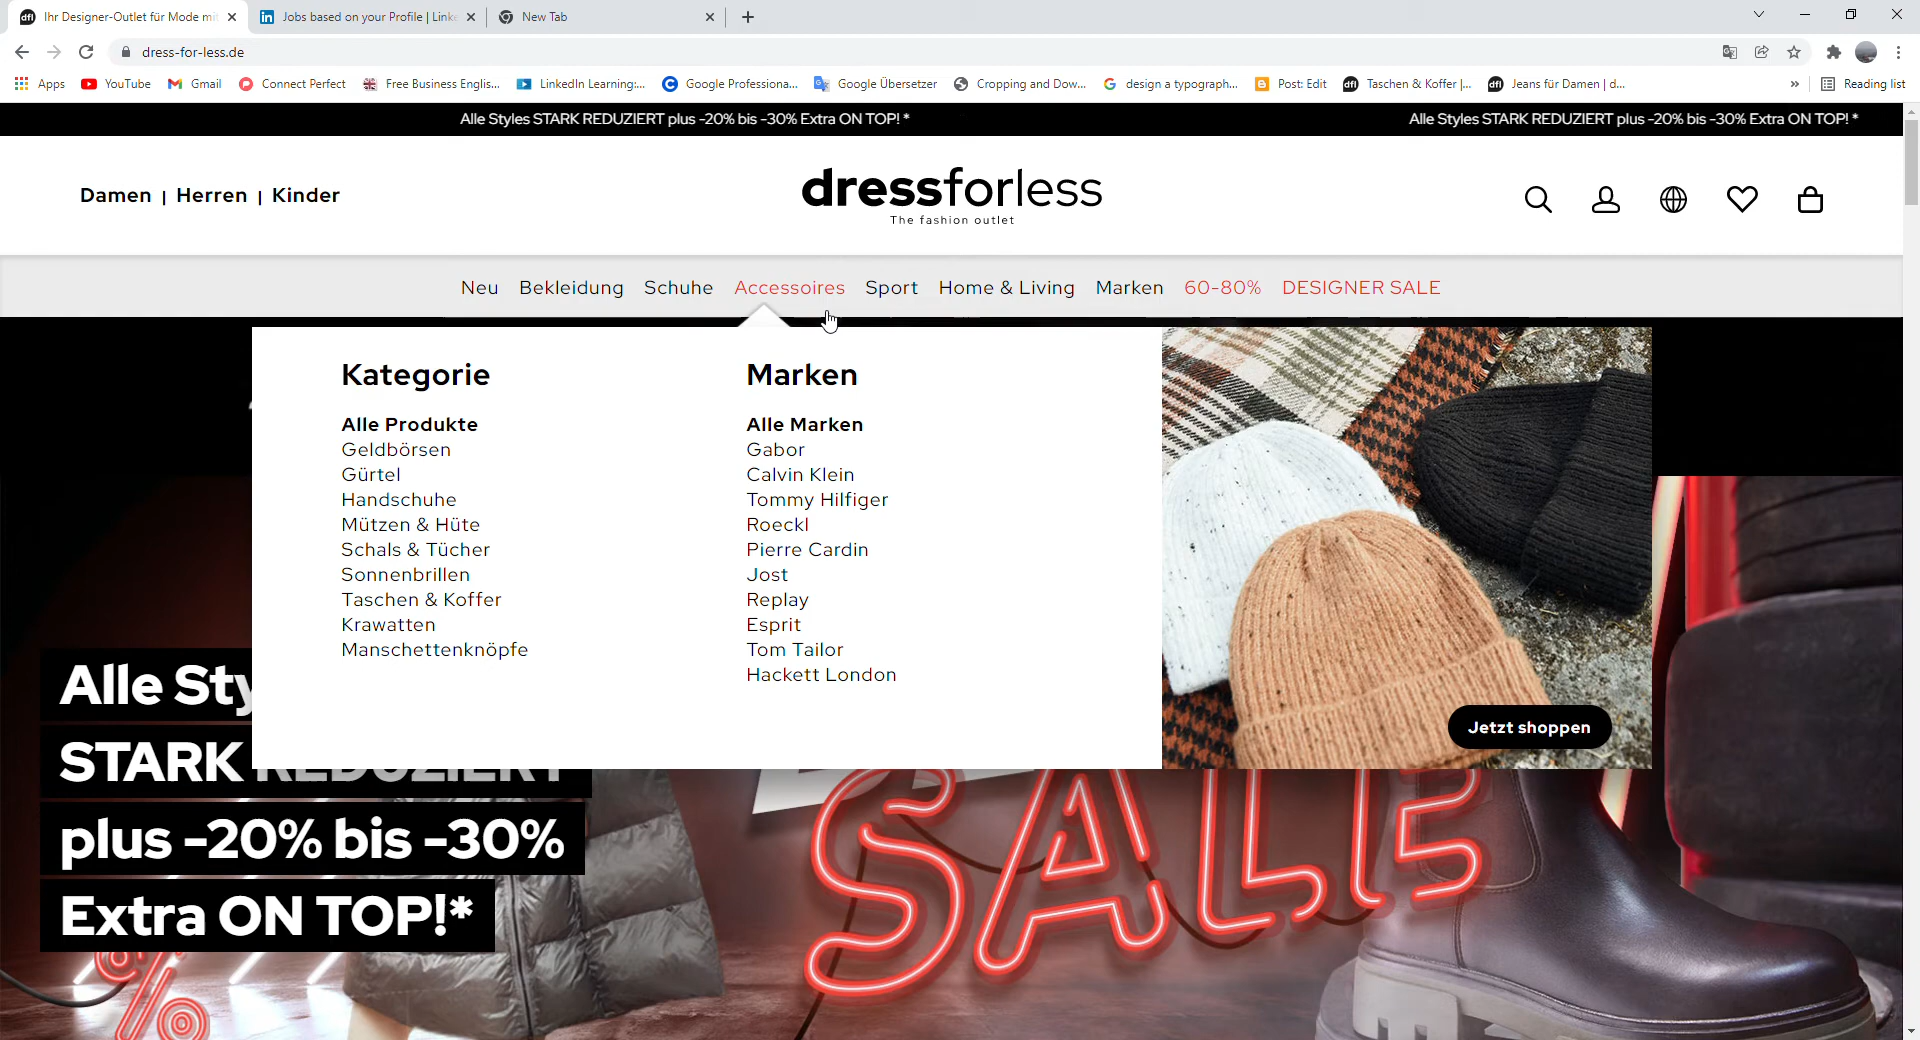 Ihr Designer-Outlet für Mode mit
Jobs based on your Profile | Linke
New Tab
dress-for-less.de
Apps
YouTube
Gmail
Connect Perfect
Free Business Englis...
LinkedIn Learning:...
Google Professiona...
Google Übersetzer
Cropping and Dow...
design a typograph...
Post: Edit
Taschen & Koffer |...
Jeans für Damen | d...
»
Reading list
Alle Styles STARK REDUZIERT plus -20% bis -30% Extra ON TOP! *
Alle Styles STARK REDUZIERT plus -20% bis -30% Extra ON TOP! *
Damen | Herren | Kinder
dressforless
The fashion outlet
Neu
Bekleidung
Schuhe
Accessoires
Sport
Home & Living
Marken
60-80%
DESIGNER SALE
Kategorie
Alle Produkte
Geldbörsen
Gürtel
Handschuhe
Mützen & Hüte
Schals & Tücher
Sonnenbrillen
Taschen & Koffer
Krawatten
Manschettenknöpfe
Marken
Alle Marken
Gabor
Calvin Klein
Tommy Hilfiger
Roeckl
Pierre Cardin
Jost
Replay
Esprit
Tom Tailor
Hackett London
Jetzt shoppen
Alle Sty
STARK REDUZIERT
plus -20% bis -30%
Extra ON TOP!*
SALE
%